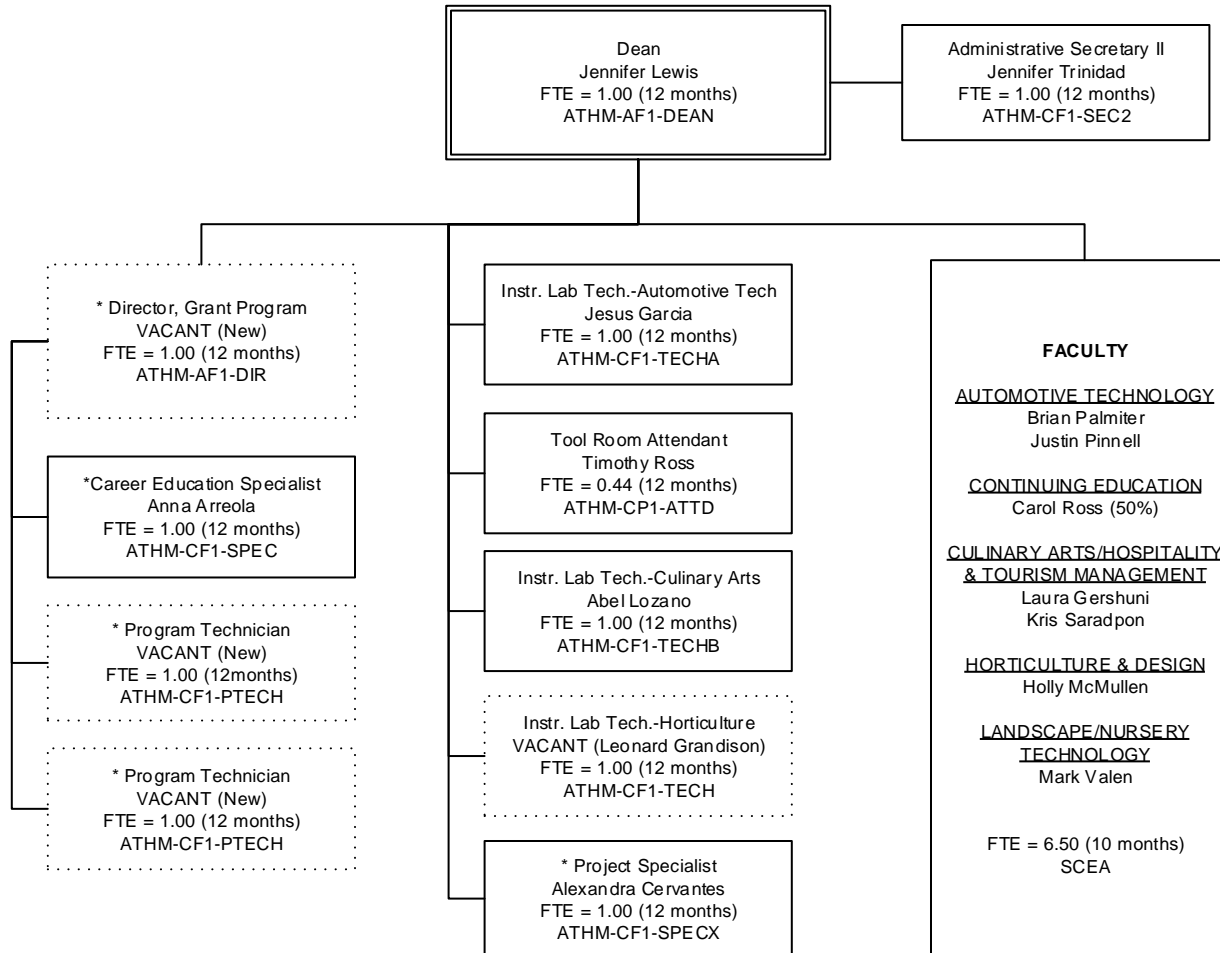 Dean
Jennifer Lewis
FTE = 1.00 (12 months)
ATHM-AF1-DEAN
Administrative Secretary II
Jennifer Trinidad
FTE = 1.00 (12 months)
ATHM-CF1-SEC2
* Director, Grant Program
VACANT (New)
FTE = 1.00 (12 months)
ATHM-AF1-DIR
*Career Education Specialist
Anna Arreola
FTE = 1.00 (12 months)
ATHM-CF1-SPEC
* Program Technician
VACANT (New)
FTE = 1.00 (12months)
ATHM-CF1-PTECH
* Program Technician
VACANT (New)
FTE = 1.00 (12 months)
ATHM-CF1-PTECH
Instr. Lab Tech.-Automotive Tech
Jesus Garcia
FTE = 1.00 (12 months)
ATHM-CF1-TECHA
Tool Room Attendant
Timothy Ross
FTE = 0.44 (12 months)
ATHM-CP1-ATTD
Instr. Lab Tech.-Culinary Arts
Abel Lozano
FTE = 1.00 (12 months)
ATHM-CF1-TECHB
Instr. Lab Tech.-Horticulture
VACANT (Leonard Grandison)
FTE = 1.00 (12 months)
ATHM-CF1-TECH
* Project Specialist
Alexandra Cervantes
FTE = 1.00 (12 months)
ATHM-CF1-SPECX
FACULTY
AUTOMOTIVE TECHNOLOGY
Brian Palmiter
Justin Pinnell
CONTINUING EDUCATION
Carol Ross (50%)
CULINARY ARTS/HOSPITALITY
& TOURISM MANAGEMENT
Laura Gershuni
Kris Saradpon
HORTICULTURE & DESIGN
Holly McMullen
LANDSCAPE/NURSERY
TECHNOLOGY
Mark Valen
FTE = 6.50 (10 months)
SCEA